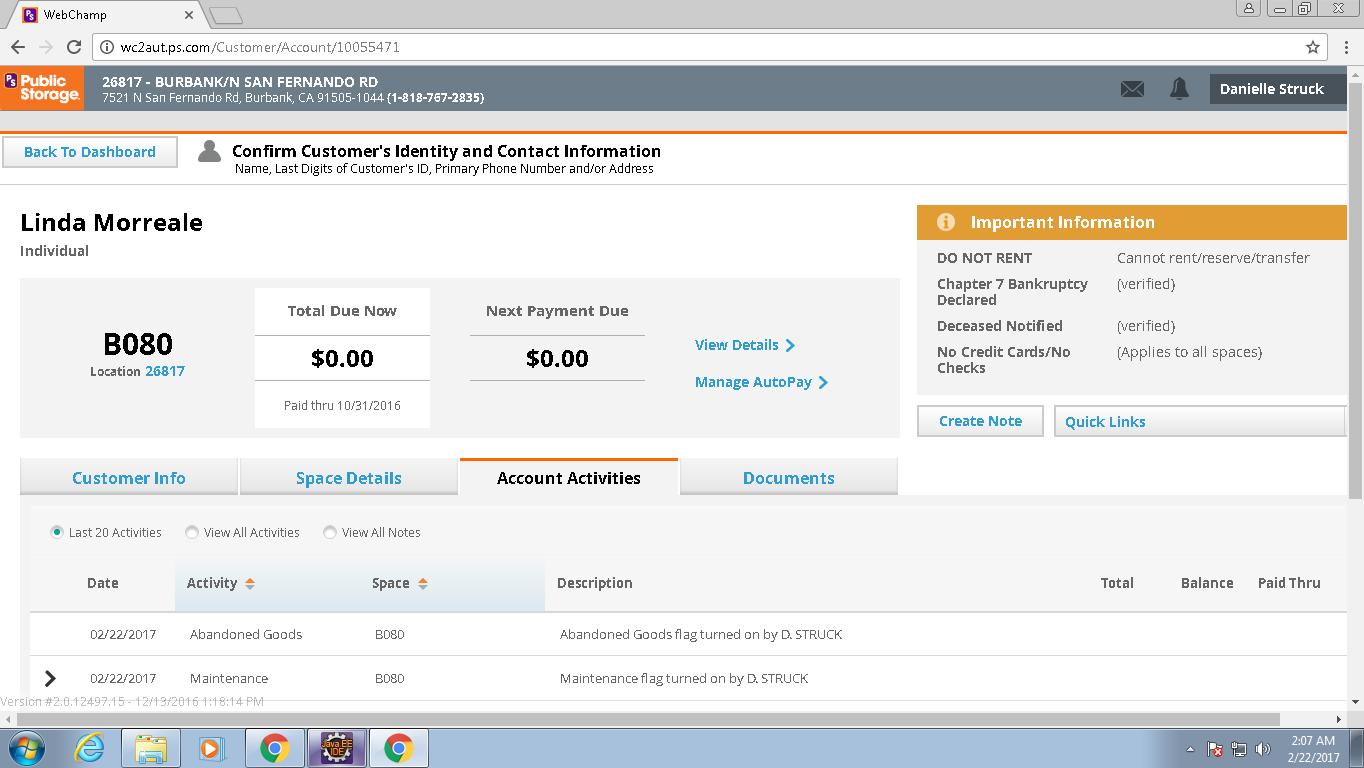 WebChamp
wc2aut.ps.com/Customer/Account/10055471
PS Public Storage.
26817 - BURBANK/N SAN FERNANDO RD
7521 N San Fernando Rd, Burbank, CA 91505-1044 (1-818-767-2835)
Danielle Struck
Back To Dashboard
Confirm Customer's Identity and Contact Information
Name, Last Digits of Customer's ID, Primary Phone Number and/or Address
Linda Morreale
Individual
B080
Location 26817
Total Due Now
$0.00
Paid thru 10/31/2016
Next Payment Due
$0.00
View Details
Manage AutoPay
Important Information
DO NOT RENT Cannot rent/reserve/transfer
Chapter 7 Bankruptcy (verified)
Declared
Deceased Notified (verified)
No Credit Cards/No (Applies to all spaces)
Checks
Create Note Quick Links
Customer Info Space Details Account Activities Documents
Last 20 Activities View All Activities View All Notes
Date Activity Space Description Total Balance Paid Thru
02/22/2017 Abandoned Goods B080 Abandoned Goods flag turned on by D. STRUCK
02/22/2017 Maintenance B080 Maintenance flag turned on by D. STRUCK
Version #2.0.12497.15 - 12/13/2016 1:18:14 PM
Java EE
IDE
2:07 AM
2/22/2017